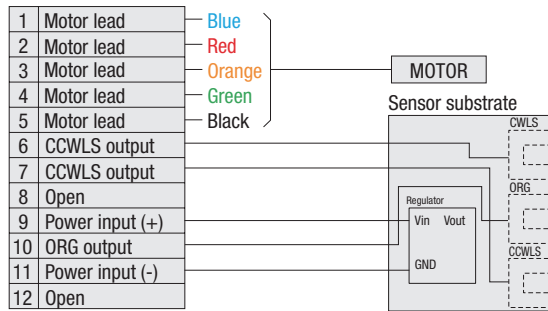 1 Motor lead Blue
2 Motor lead Red
3 Motor lead Orange
4 Motor lead Green
5 Motor lead Black
6 CCWLS output
7 CCWLS output
8 Open
9 Power input (+)
10 ORG output
11 Power input (-)
12 Open
MOTOR
Sensor substrate
CWLS
ORG
CCWLS
Regulator
Vin Vout
GND